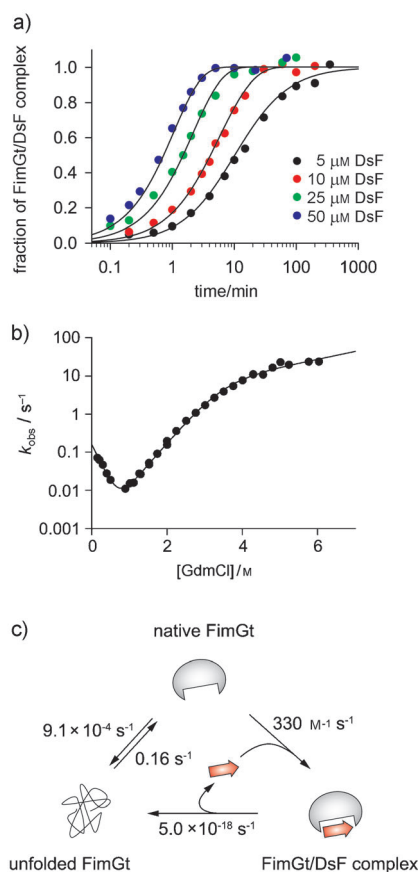 a)
fraction of FimGt/DsF complex
1.0
0.8
0.6
0.4
0.2
0.0
5 μM DsF
10 μM DsF
25 μM DsF
50 μM DsF
0.1 1 10 100 1000
time/min
b)
k_obs / s⁻¹
100
10
1
0.1
0.01
0.001
0 2 4 6
[GdmCl]/M
c)
native FimGt
9.1×10⁻⁴ s⁻¹
0.16 s⁻¹
330 M⁻¹ s⁻¹
5.0×10⁻¹⁸ s⁻¹
unfolded FimGt
FimGt/DsF complex